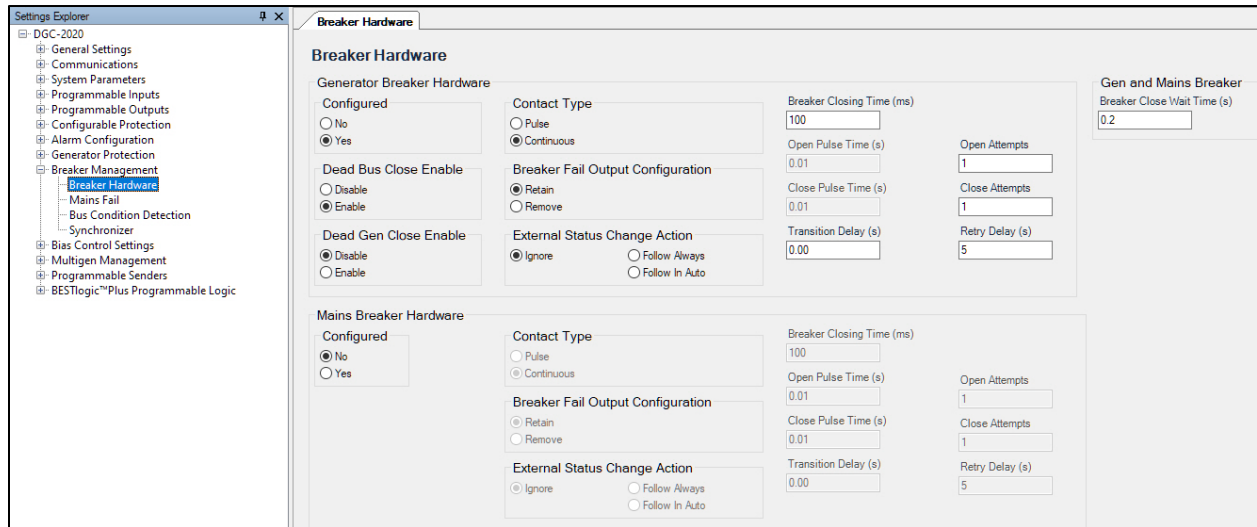 Settings Explorer
DGC-2020
General Settings
Communications
System Parameters
Programmable Inputs
Programmable Outputs
Configurable Protection
Alarm Configuration
Generator Protection
Breaker Management
Breaker Hardware
Mains Fail
Bus Condition Detection
Synchronizer
Bias Control Settings
Multigen Management
Programmable Senders
BESTlogic™Plus Programmable Logic
Breaker Hardware
Breaker Hardware
Generator Breaker Hardware
Configured
No
Yes
Dead Bus Close Enable
Disable
Enable
Dead Gen Close Enable
Disable
Enable
Contact Type
Pulse
Continuous
Breaker Fail Output Configuration
Retain
Remove
External Status Change Action
Ignore Follow Always
Follow In Auto
Breaker Closing Time (ms)
100
Open Pulse Time (s) Open Attempts
0.01 1
Close Pulse Time (s) Close Attempts
0.01 1
Transition Delay (s) Retry Delay (s)
0.00 5
Gen and Mains Breaker
Breaker Close Wait Time (s)
0.2
Mains Breaker Hardware
Configured
No
Yes
Contact Type
Pulse
Continuous
Breaker Fail Output Configuration
Retain
Remove
External Status Change Action
Ignore Follow Always
Follow In Auto
Breaker Closing Time (ms)
100
Open Pulse Time (s) Open Attempts
0.01 1
Close Pulse Time (s) Close Attempts
0.01 1
Transition Delay (s) Retry Delay (s)
0.00 5